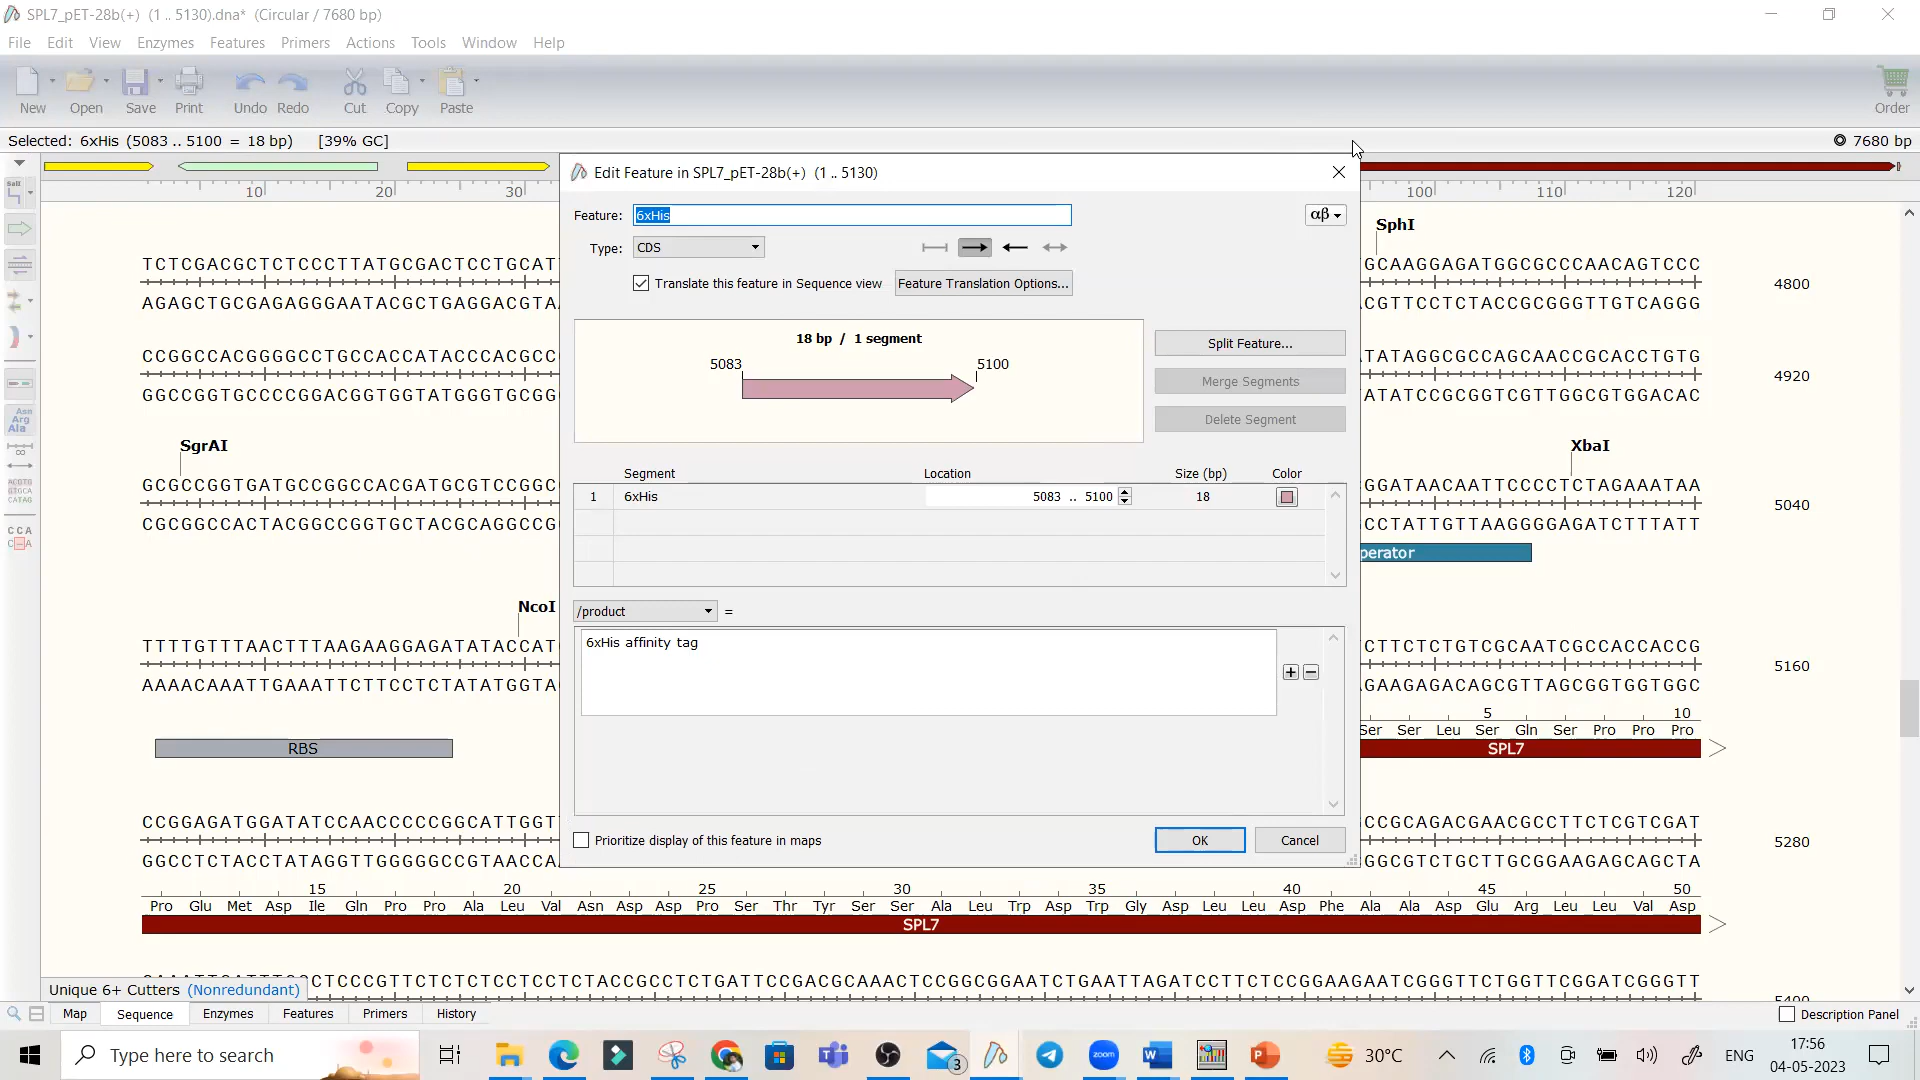 SPL7_pET-28b(+)  (1 .. 5130).dna*  (Circular / 7680 bp)
File Edit View Enzymes Features Primers Actions Tools Window Help
New Open Save Print Undo Redo Cut Copy Paste Order
Selected:  6xHis  (5083 .. 5100  =  18 bp)     [39% GC]
7680 bp
10 20 30 100 110 120
Edit Feature in SPL7_pET-28b(+)  (1 .. 5130)
Feature: 6xHis αβ
Type: CDS
Translate this feature in Sequence view Feature Translation Options...
18 bp  /  1 segment
5083 5100
Split Feature...
Merge Segments
Delete Segment
Segment Location Size (bp) Color
1 6xHis 5083 .. 5100 18
/product =
6xHis affinity tag
Prioritize display of this feature in maps
OK Cancel
SphI
TCTCGACGCTCTCCCTTATGCGACTCCTGCAT GCAAGGAGATGGCGCCCAACAGTCCC
4800
AGAGCTGCGAGAGGGAATACGCTGAGGACGTA CGTTCCTCTACCGCGGGTTGTCAGGG
CCGGCCACGGGGCCTGCCACCATACCCACGCC ATATAGGCGCCAGCAACCGCACCTGTG
4920
GGCCGGTGCCCCGGACGGTGGTATGGGTGCGG TATATCCGCGGTCGTTGGCGTGGACAC
SgrAI XbaI
GCGCCGGTGATGCCGGCCACGATGCGTCCGGC GGATAACAATTCCCCTCTAGAAATAA
5040
CGCGGCCACTACGGCCGGTGCTACGCAGGCCG CCTATTGTTAAGGGGAGATCTTTATT
perator
NcoI
TTTTGTTTAACTTTAAGAAGGAGATATACCAT CTTCTCTGTCGCAATCGCCACCACCG
5160
AAAACAAATTGAAATTCTTCCTCTATATGGTA GAAGAGACAGCGTTAGCGGTGGTGGC
5 10
Ser Ser Leu Ser Gln Ser Pro Pro Pro
RBS SPL7
CCGGAGATGGATATCCAACCCCCGGCATTGGT CCGCAGACGAACGCCTTCTCGTCGAT
5280
GGCCTCTACCTATAGGTTGGGGGCCGTAACCA GGCGTCTGCTTGCGGAAGAGCAGCTA
15 20 25 30 35 40 45 50
Pro Glu Met Asp Ile Gln Pro Pro Ala Leu Val Asn Asp Asp Pro Ser Thr Tyr Ser Ser Ala Leu Trp Asp Trp Gly Asp Leu Leu Asp Phe Ala Ala Asp Glu Arg Leu Leu Val Asp
SPL7
CTCCCGTTCTCTCTCCTCCTCTACCGCCTCTGATTCCGACGCAAACTCCGGCGGAATCTGAATTAGATCCTTCTCCGGAAGAATCGGGTTCTGGTTCGGATCGGGTT
5400
Unique 6+ Cutters  (Nonredundant)
Map Sequence Enzymes Features Primers History Description Panel
Type here to search 3 zoom 30°C ENG 17:56
04-05-2023